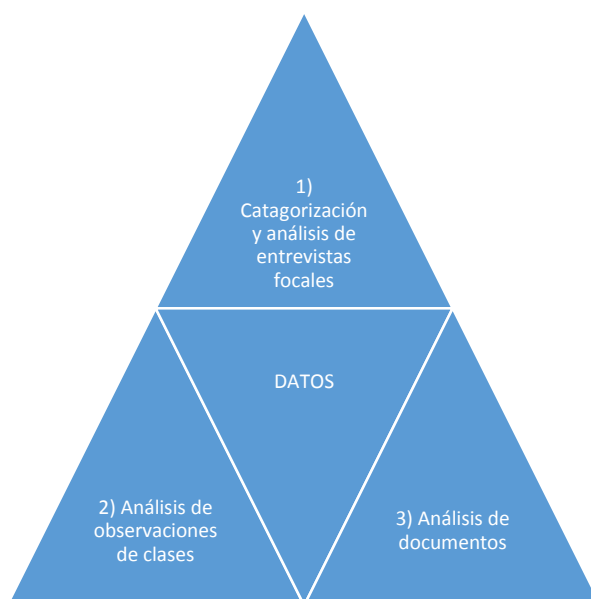 1)
Catagorización
y análisis de
entrevistas
focales
DATOS
2) Análisis de
observaciones
de clases
3) Análisis de
documentos